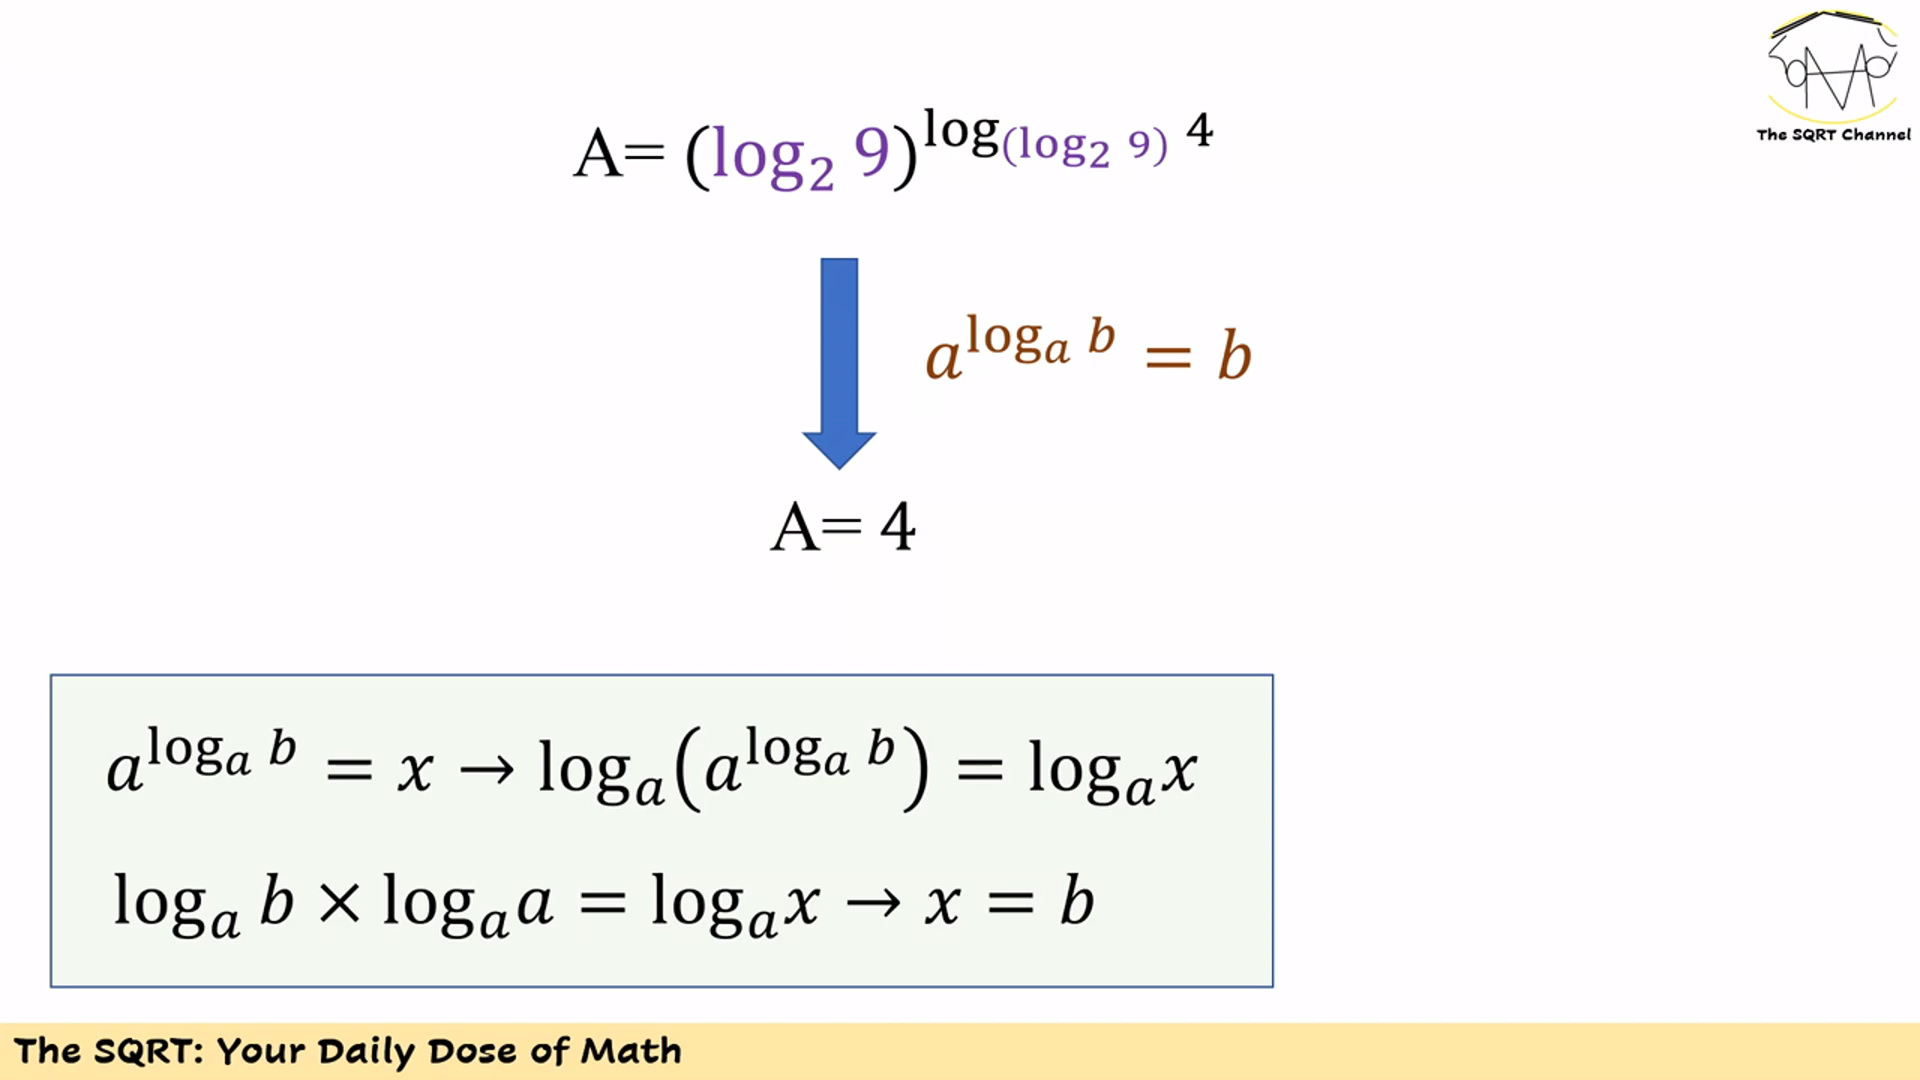 A= (log₂ 9)^(log_(log₂ 9) 4)
The SQRT Channel
a^(logₐ b) = b
A= 4
a^(logₐ b) = x → logₐ(a^(logₐ b)) = logₐx
logₐ b × logₐa = logₐx → x = b
The SQRT: Your Daily Dose of Math